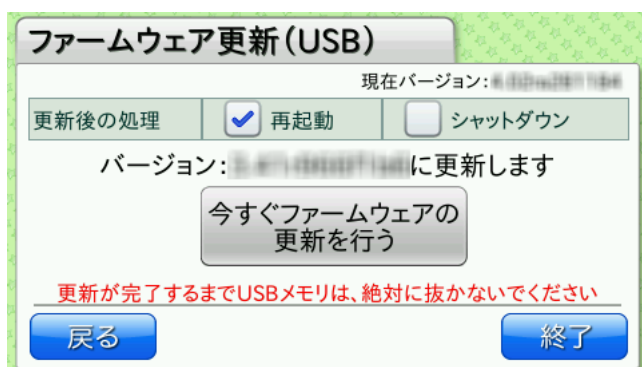 ファームウェア更新(USB)
現在バージョン:
更新後の処理 再起動 シャットダウン
バージョン: に更新します
今すぐファームウェアの
更新を行う
更新が完了するまでUSBメモリは、絶対に抜かないでください
戻る 終了